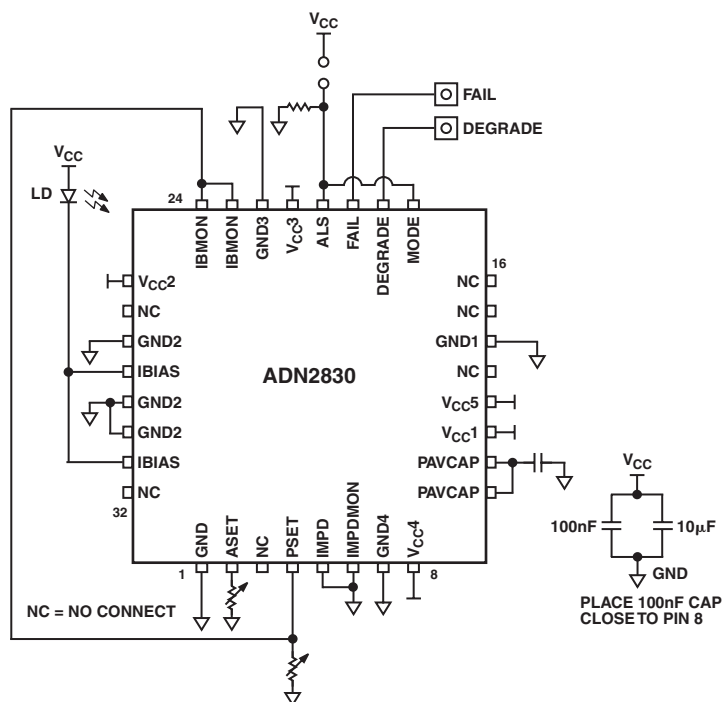 VCC
FAIL
DEGRADE
VCC
LD
24
IBMON
IBMON
GND3
VCC3
ALS
FAIL
DEGRADE
MODE
16
VCC2
NC
NC
NC
GND2
GND1
IBIAS
NC
ADN2830
GND2
VCC5
GND2
VCC1
IBIAS
PAVCAP
NC
PAVCAP
32
VCC
100nF
10µF
GND
PLACE 100nF CAP
CLOSE TO PIN 8
GND
ASET
NC
PSET
IMPD
IMPDMON
GND4
VCC4
1
8
NC = NO CONNECT